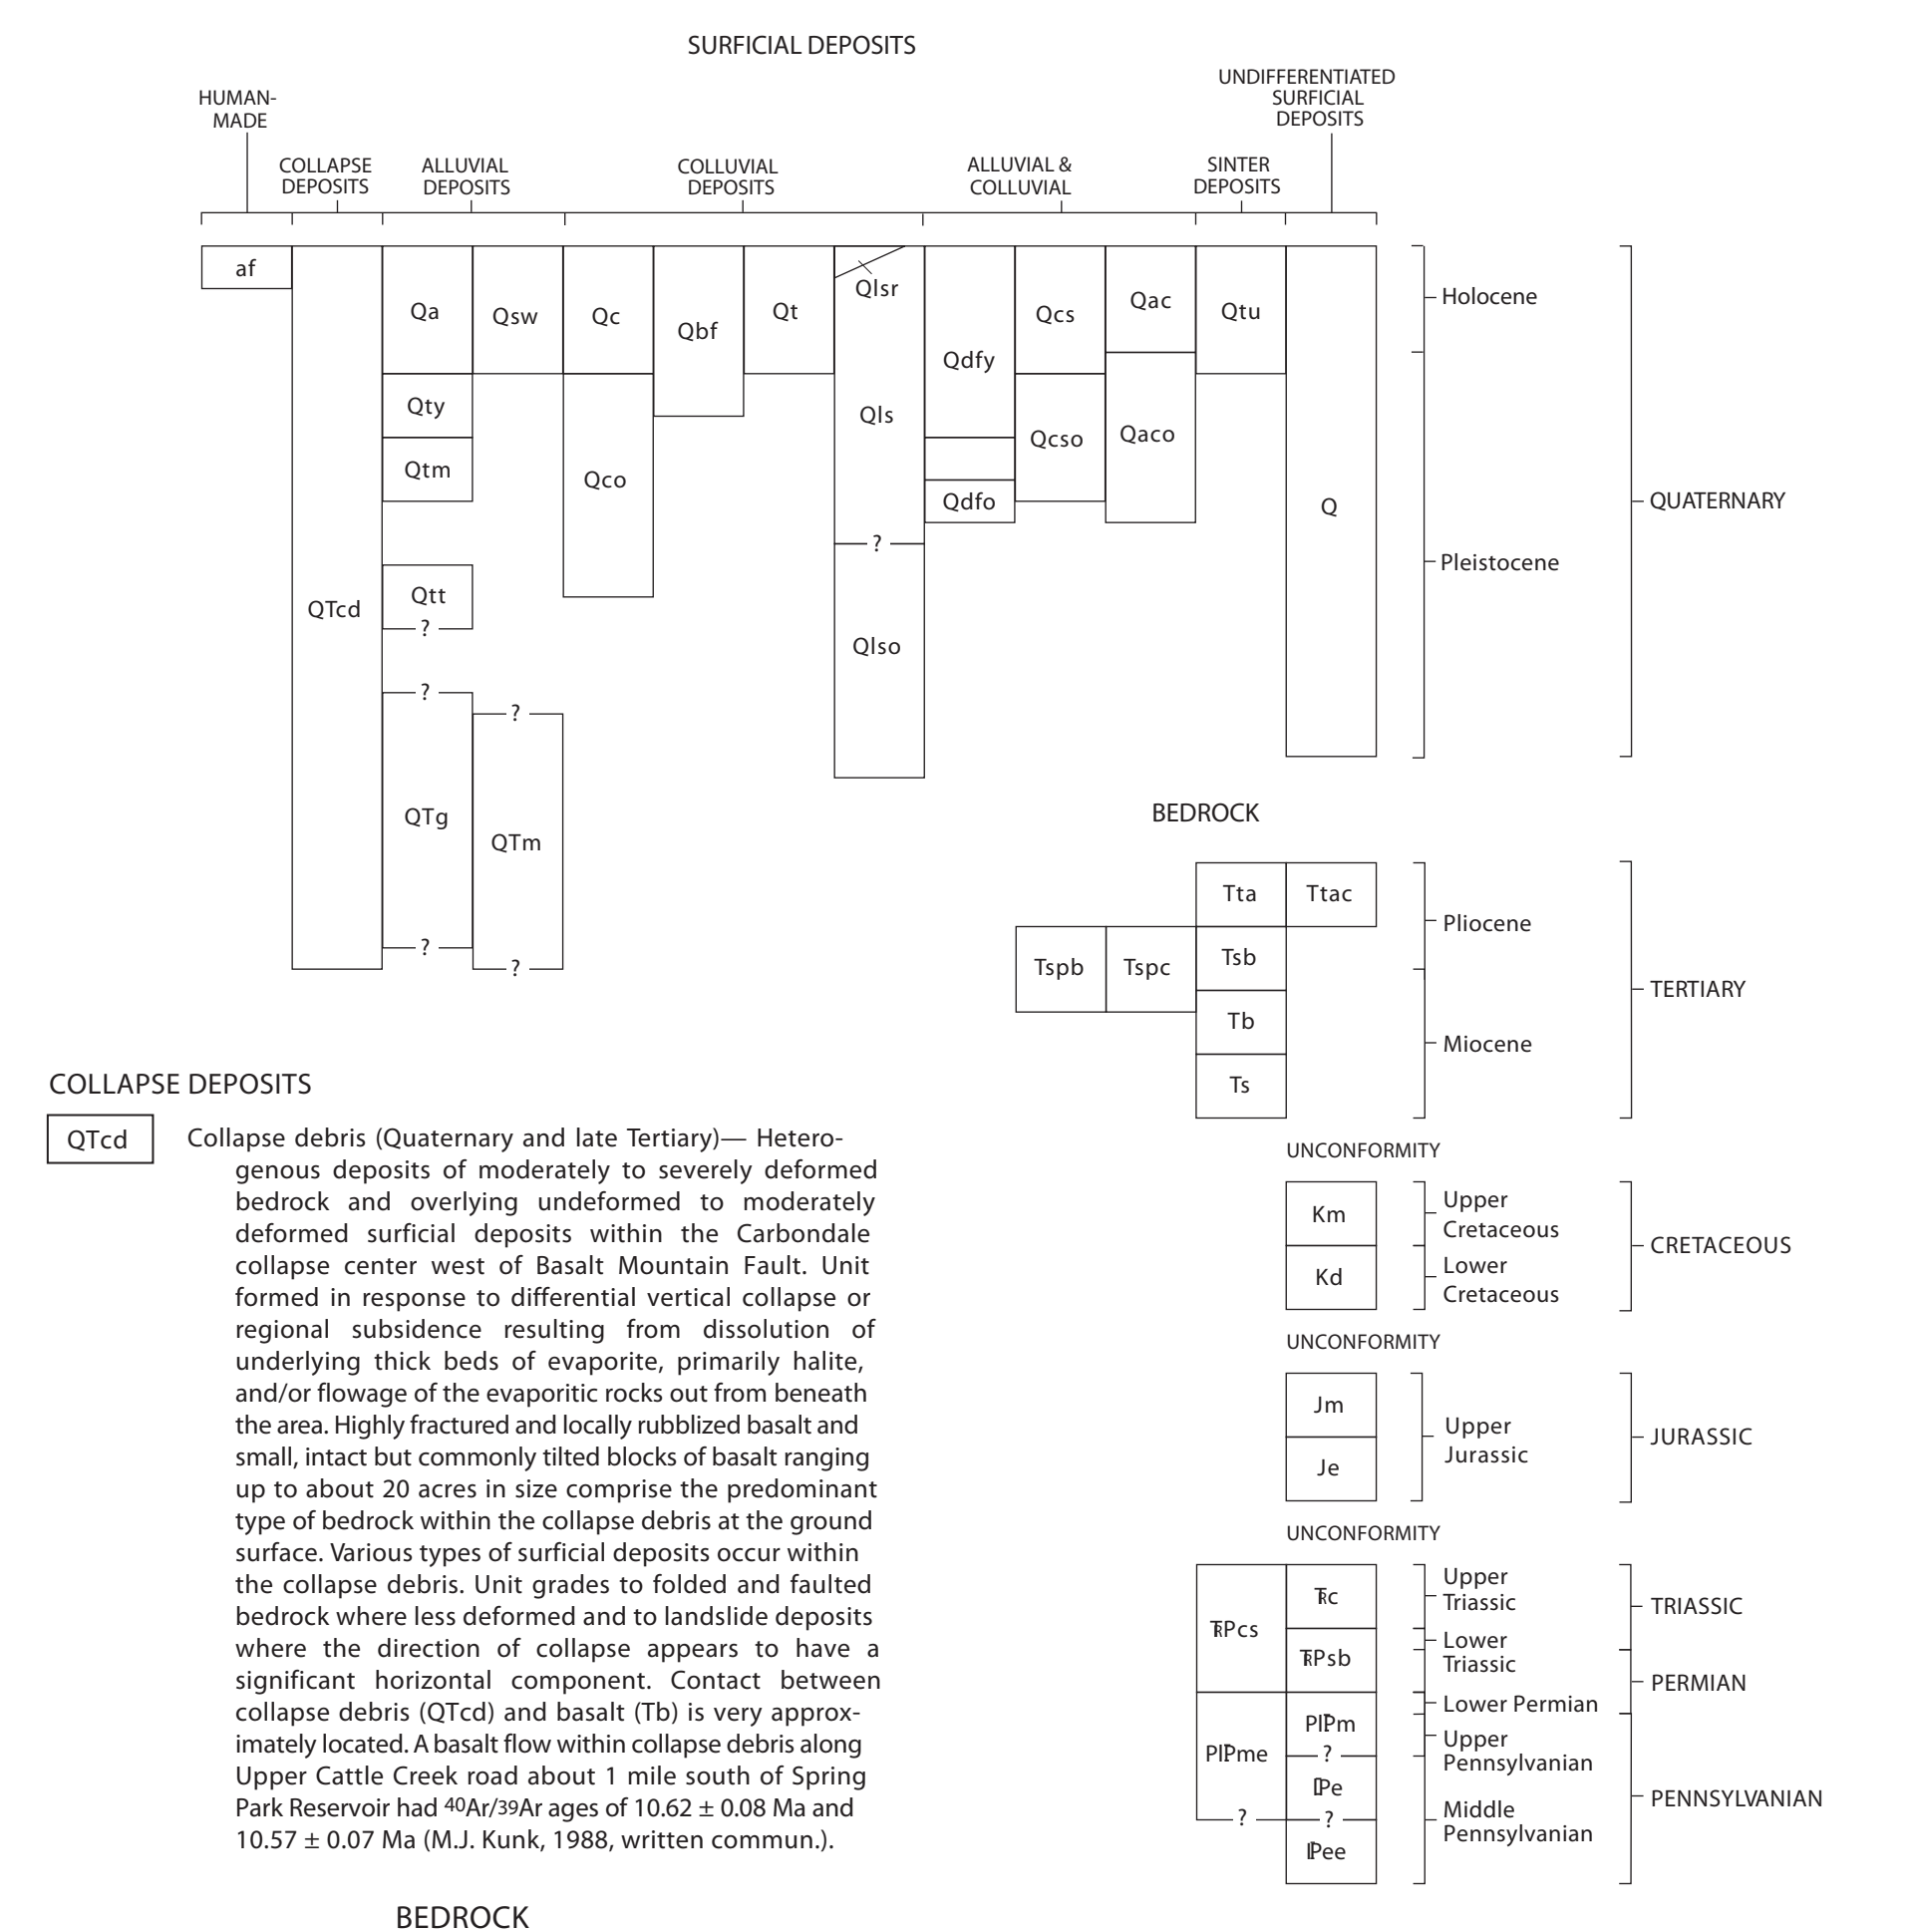 SURFICIAL DEPOSITS
HUMAN-
MADE
COLLAPSE
DEPOSITS
ALLUVIAL
DEPOSITS
COLLUVIAL
DEPOSITS
ALLUVIAL &
COLLUVIAL
SINTER
DEPOSITS
UNDIFFERENTIATED
SURFICIAL
DEPOSITS
af
QTcd
Qa
Qty
Qtm
Qtt
?
?
QTg
?
Qsw
?
QTm
?
Qc
Qco
Qbf
Qt
Qlsr
Qls
?
Qlso
Qdfy
Qdfo
Qcs
Qcso
Qac
Qaco
Qtu
Q
Holocene
Pleistocene
QUATERNARY
BEDROCK
Tta
Ttac
Tspb
Tspc
Tsb
Tb
Ts
Pliocene
Miocene
TERTIARY
UNCONFORMITY
Km
Kd
Upper
Cretaceous
Lower
Cretaceous
CRETACEOUS
UNCONFORMITY
Jm
Je
Upper
Jurassic
JURASSIC
UNCONFORMITY
TRPcs
TRc
TRPsb
PIPme
PIPm
?
IPe
?
?
IPee
Upper
Triassic
Lower
Triassic
TRIASSIC
Lower Permian
PERMIAN
Upper
Pennsylvanian
Middle
Pennsylvanian
PENNSYLVANIAN
COLLAPSE DEPOSITS
QTcd
Collapse debris (Quaternary and late Tertiary)— Hetero-
genous deposits of moderately to severely deformed
bedrock and overlying undeformed to moderately
deformed surficial deposits within the Carbondale
collapse center west of Basalt Mountain Fault. Unit
formed in response to differential vertical collapse or
regional subsidence resulting from dissolution of
underlying thick beds of evaporite, primarily halite,
and/or flowage of the evaporitic rocks out from beneath
the area. Highly fractured and locally rubblized basalt and
small, intact but commonly tilted blocks of basalt ranging
up to about 20 acres in size comprise the predominant
type of bedrock within the collapse debris at the ground
surface. Various types of surficial deposits occur within
the collapse debris. Unit grades to folded and faulted
bedrock where less deformed and to landslide deposits
where the direction of collapse appears to have a
significant horizontal component. Contact between
collapse debris (QTcd) and basalt (Tb) is very approx-
imately located. A basalt flow within collapse debris along
Upper Cattle Creek road about 1 mile south of Spring
Park Reservoir had 40Ar/39Ar ages of 10.62 ± 0.08 Ma and
10.57 ± 0.07 Ma (M.J. Kunk, 1988, written commun.).
BEDROCK